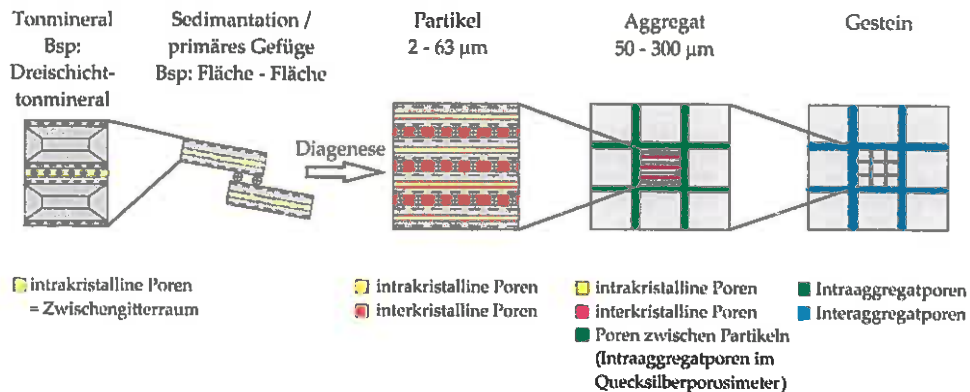 Tonmineral
Bsp:
Dreischicht-
tonmineral
Sedimantation /
primäres Gefüge
Bsp: Fläche - Fläche
Partikel
2 - 63 µm
Aggregat
50 - 300 µm
Gestein
Diagenese
intrakristalline Poren
= Zwischengitterraum
intrakristalline Poren
interkristalline Poren
intrakristalline Poren
interkristalline Poren
Poren zwischen Partikeln
(Intraaggregatporen im
Quecksilberporosimeter)
Intraaggregatporen
Interaggregatporen